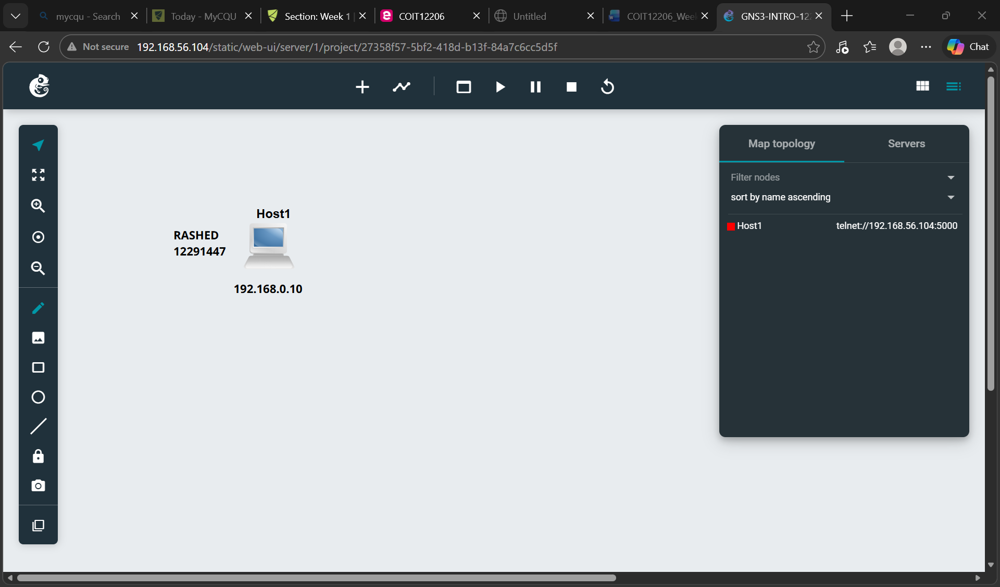 mycqu - Search
Today - MyCQU
Section: Week 1
COIT12206
Untitled
COIT12206_Week
GNS3-INTRO-122
Not secure
192.168.56.104/static/web-ui/server/1/project/27358f57-5bf2-418d-b13f-84a7c6cc5d5f
Chat
Map topology
Servers
Filter nodes
sort by name ascending
Host1
telnet://192.168.56.104:5000
Host1
RASHED
12291447
192.168.0.10